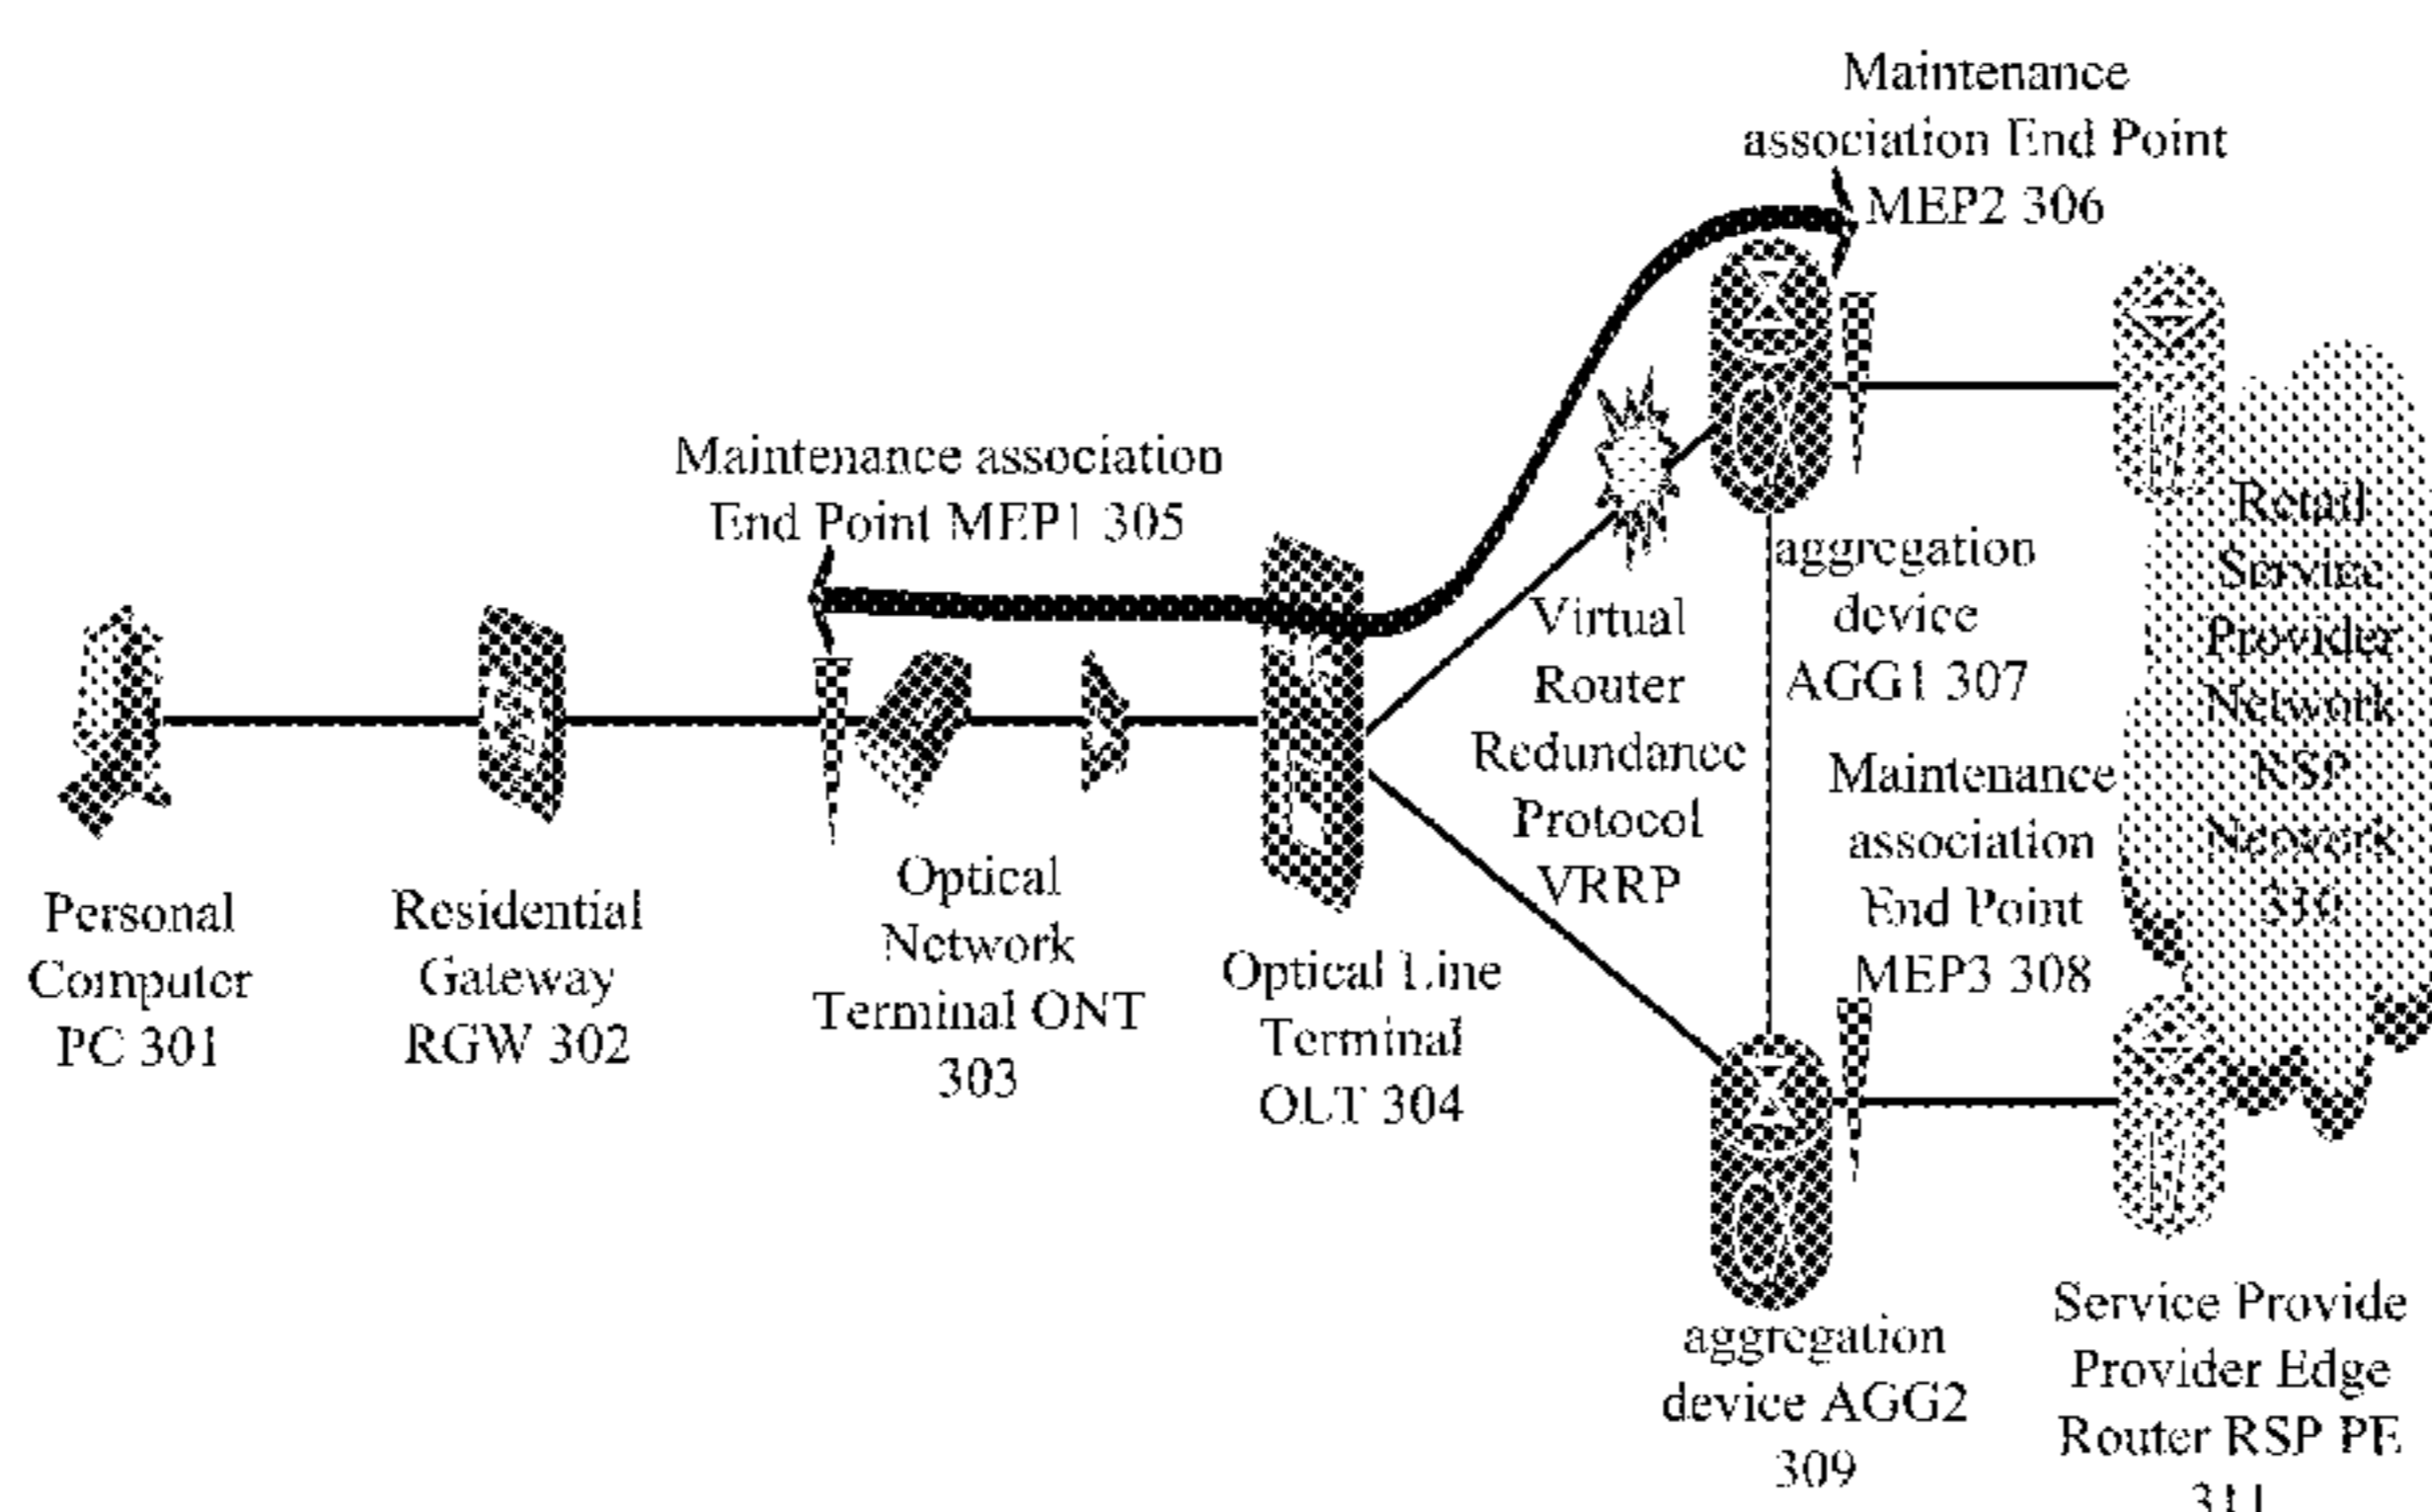 Maintenance
association End Point
MEP2 306
Maintenance association
End Point MEP1 305
Personal
Computer
PC 301
Residential
Gateway
RGW 302
Optical
Network
Terminal ONT
303
Optical Line
Terminal
OLT 304
Virtual
Router
Redundance
Protocol
VRRP
aggregation
device
AGG1 307
Maintenance
association
End Point
MEP3 308
Retail
Service
Provider
Network
RSP
Network
310
aggregation
device AGG2
309
Service Provide
Provider Edge
Router RSP PE
311